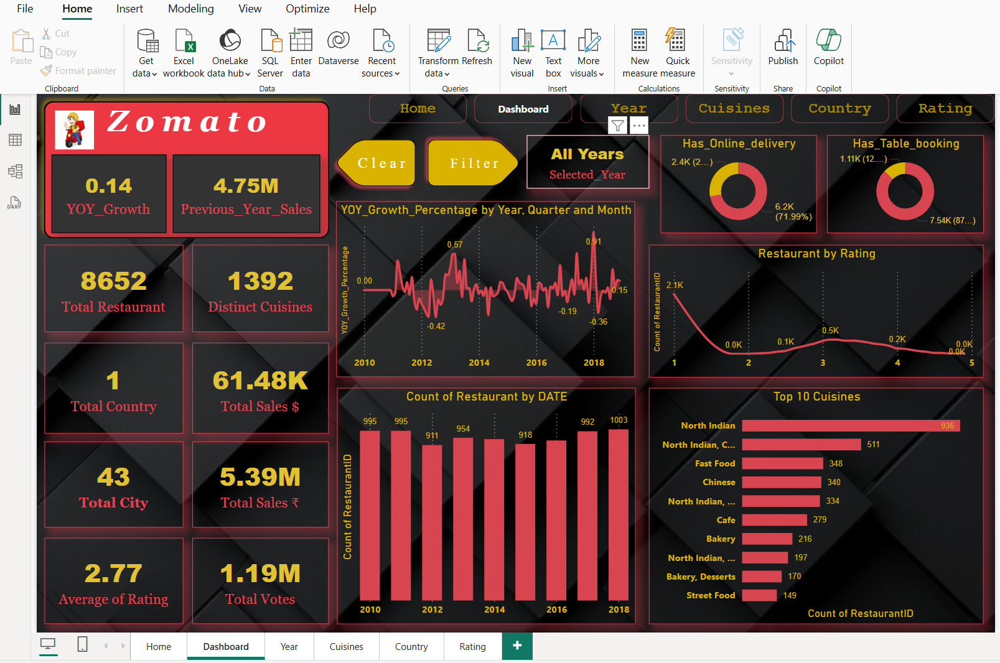 File Home Insert Modeling View Optimize Help
Paste
Cut
Copy
Format painter
Clipboard
Get data
Excel workbook
OneLake data hub
SQL Server
Enter data
Dataverse
Recent sources
Data
Transform data
Refresh
Queries
New visual
Text box
More visuals
Insert
New measure
Quick measure
Calculations
Sensitivity
Sensitivity
Publish
Share
Copilot
Copilot
DAX
Zomato
0.14
YOY_Growth
4.75M
Previous_Year_Sales
Home Dashboard Year Cuisines Country Rating
Clear
Filter
All Years
Selected_Year
Has_Online_delivery
2.4K (2...)
6.2K
(71.99%)
Has_Table_booking
1.11K (12....)
7.54K (87...)
8652
Total Restaurant
1392
Distinct Cuisines
1
Total Country
61.48K
Total Sales $
43
Total City
5.39M
Total Sales ₹
2.77
Average of Rating
1.19M
Total Votes
YOY_Growth_Percentage by Year, Quarter and Month
YOY_Growth_Percentage
0.00
0.57
0.91
-0.42
-0.19
-0.36
0.15
2010 2012 2014 2016 2018
Restaurant by Rating
Count of RestaurantID
2.1K
0.0K
0.1K
0.5K
0.2K
0.0K
0.0K
1 2 3 4 5
Count of Restaurant by DATE
Count of RestaurantID
995 995 911 954 918 992 1003
2010 2012 2014 2016 2018
Top 10 Cuisines
North Indian 936
North Indian, C... 511
Fast Food 348
Chinese 340
North Indian, ... 334
Cafe 279
Bakery 216
North Indian, ... 197
Bakery, Desserts 170
Street Food 149
Count of RestaurantID
Home Dashboard Year Cuisines Country Rating +